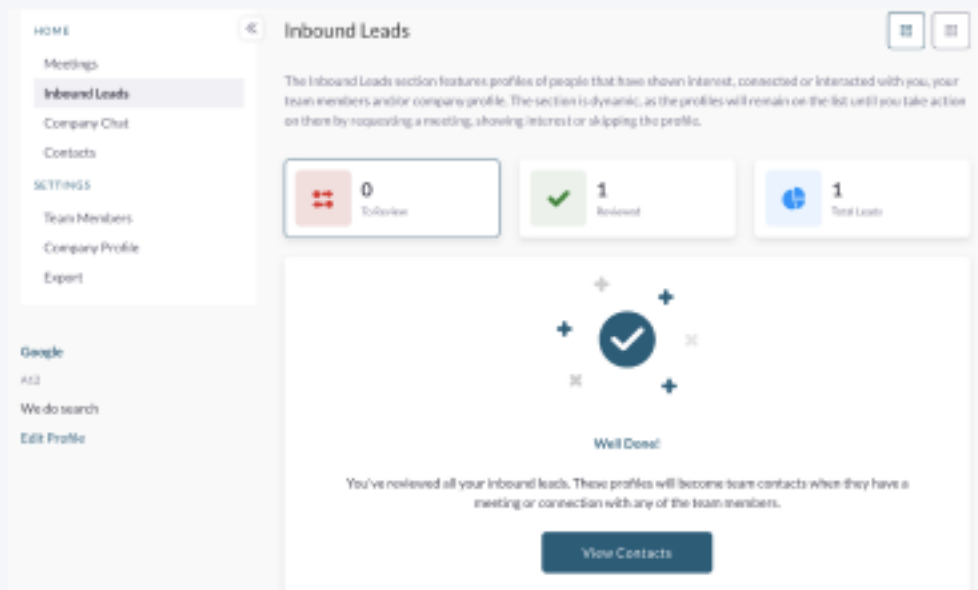 HOME
Meetings
Inbound Leads
Company Chat
Contacts
SETTINGS
Team Members
Company Profile
Export
Google
A12
We do search
Edit Profile
Inbound Leads
The Inbound Leads section features profiles of people that have shown interest, connected or interacted with you, your
team members and/or company profile. The section is dynamic, as the profiles will remain on the list until you take action
on them by requesting a meeting, showing interest or skipping the profile.
0
To Review
1
Reviewed
1
Total Leads
Well Done!
You've reviewed all your inbound leads. These profiles will become team contacts when they have a
meeting or connection with any of the team members.
View Contacts